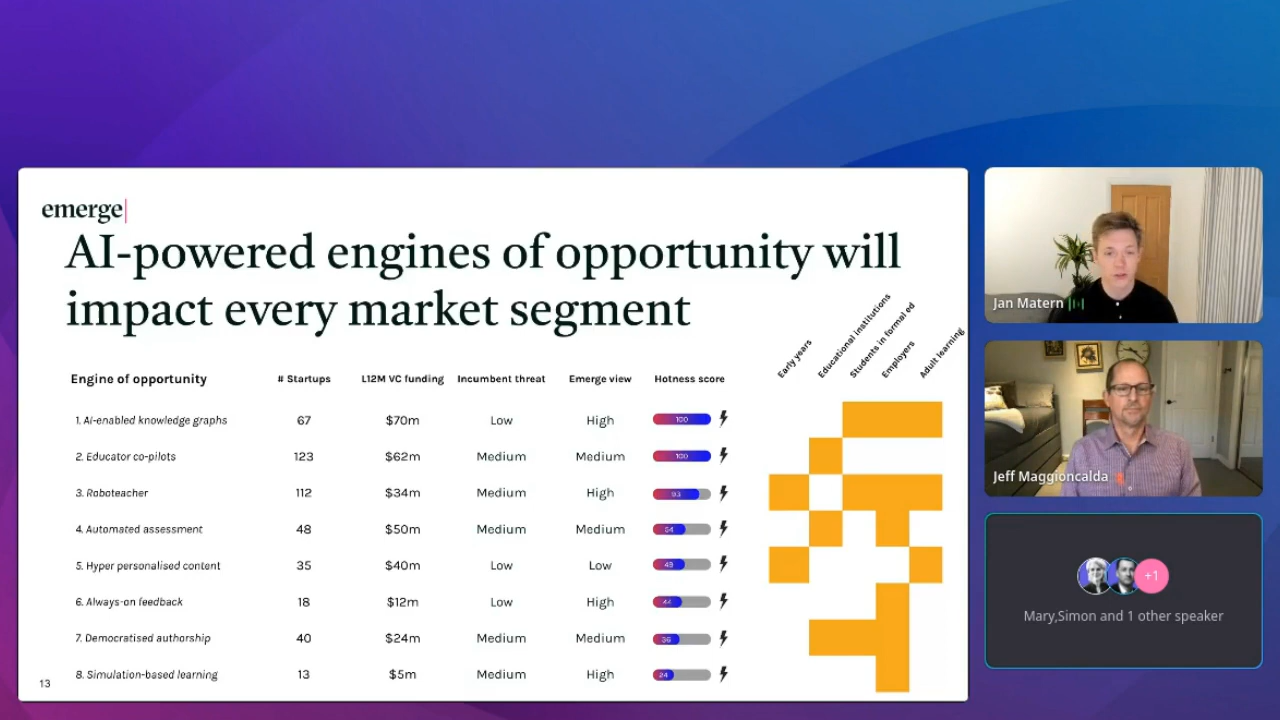 emerge
AI-powered engines of opportunity will
impact every market segment
Early years
Educational institutions
Students in formal ed
Employers
Adult learning
Engine of opportunity # Startups L12M VC funding Incumbent threat Emerge view Hotness score
1. AI-enabled knowledge graphs 67 $70m Low High 100
2. Educator co-pilots 123 $62m Medium Medium 100
3. Roboteacher 112 $34m Medium High 93
4. Automated assessment 48 $50m Medium Medium 54
5. Hyper personalised content 35 $40m Low Low 49
6. Always-on feedback 18 $12m Low High 44
7. Democratised authorship 40 $24m Medium Medium 36
8. Simulation-based learning 13 $5m Medium High 24
13
Jan Matern
Jeff Maggioncalda
+1
Mary,Simon and 1 other speaker